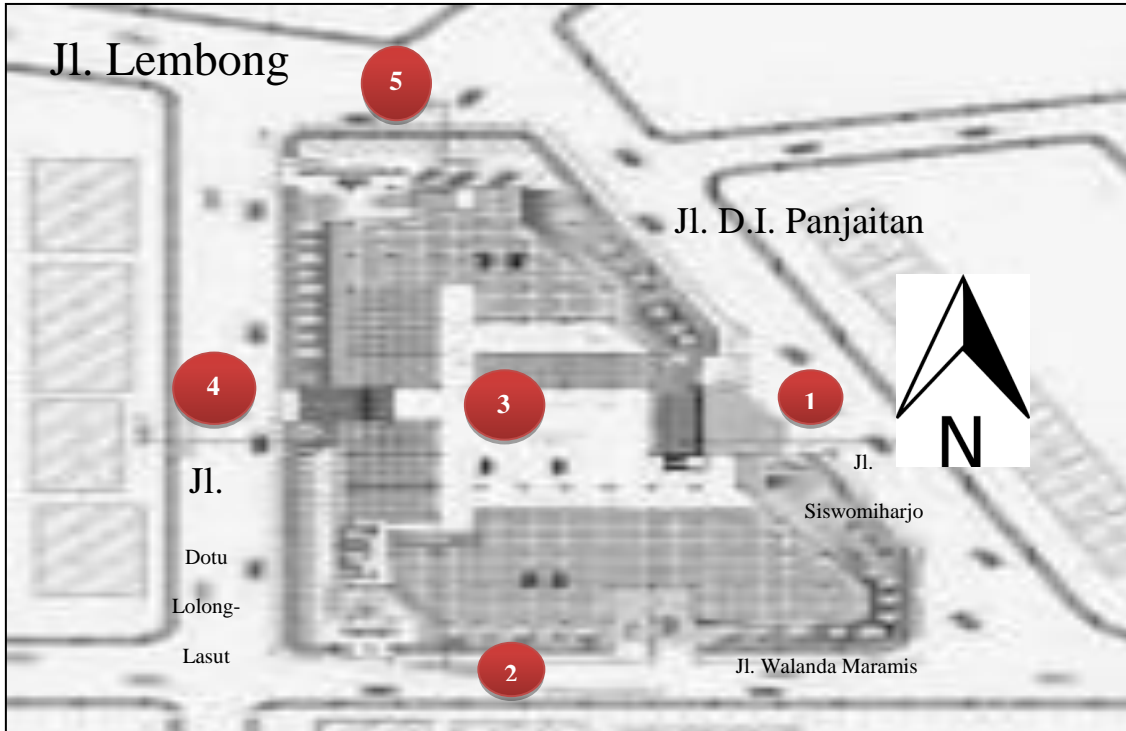 Jl. Lembong
5
Jl. D.I. Panjaitan
4
3
1
N
Jl.
Siswomiharjo
Jl.
Dotu
Lolong-
Lasut
2
Jl. Walanda Maramis